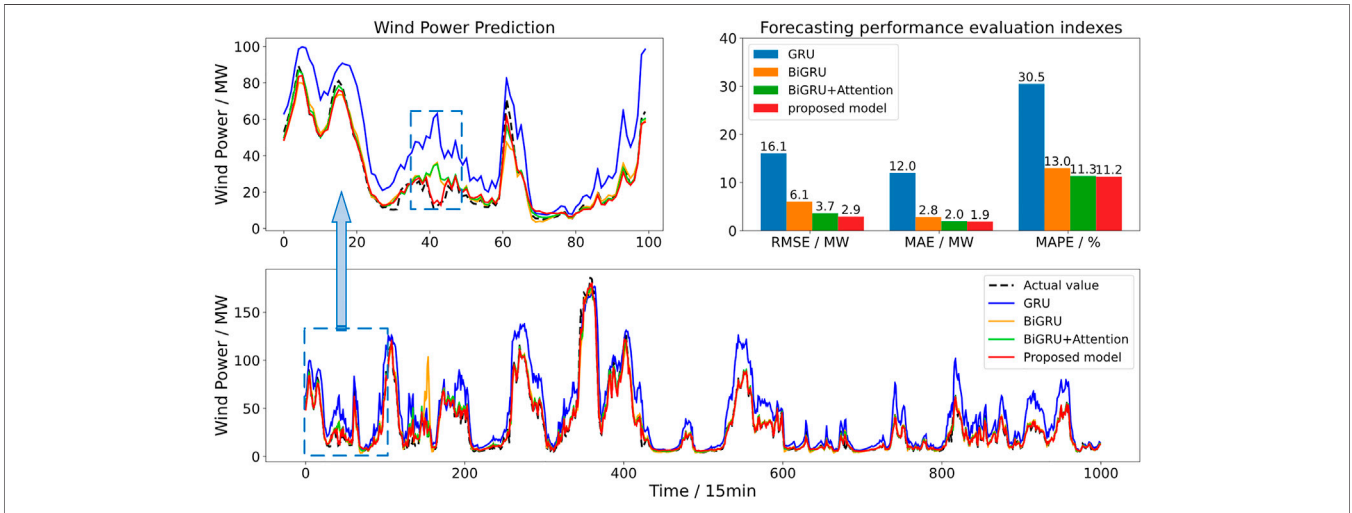 Wind Power Prediction
Wind Power / MW
100
80
60
40
20
0
0 20 40 60 80 100
Forecasting performance evaluation indexes
40
30
20
10
0
GRU
BiGRU
BiGRU+Attention
proposed model
16.1 6.1 3.7 2.9
12.0 2.8 2.0 1.9
30.5 13.0 11.3 11.2
RMSE / MW MAE / MW MAPE / %
Wind Power / MW
150
100
50
0
Actual value
GRU
BiGRU
BiGRU+Attention
Proposed model
0 200 400 600 800 1000
Time / 15min